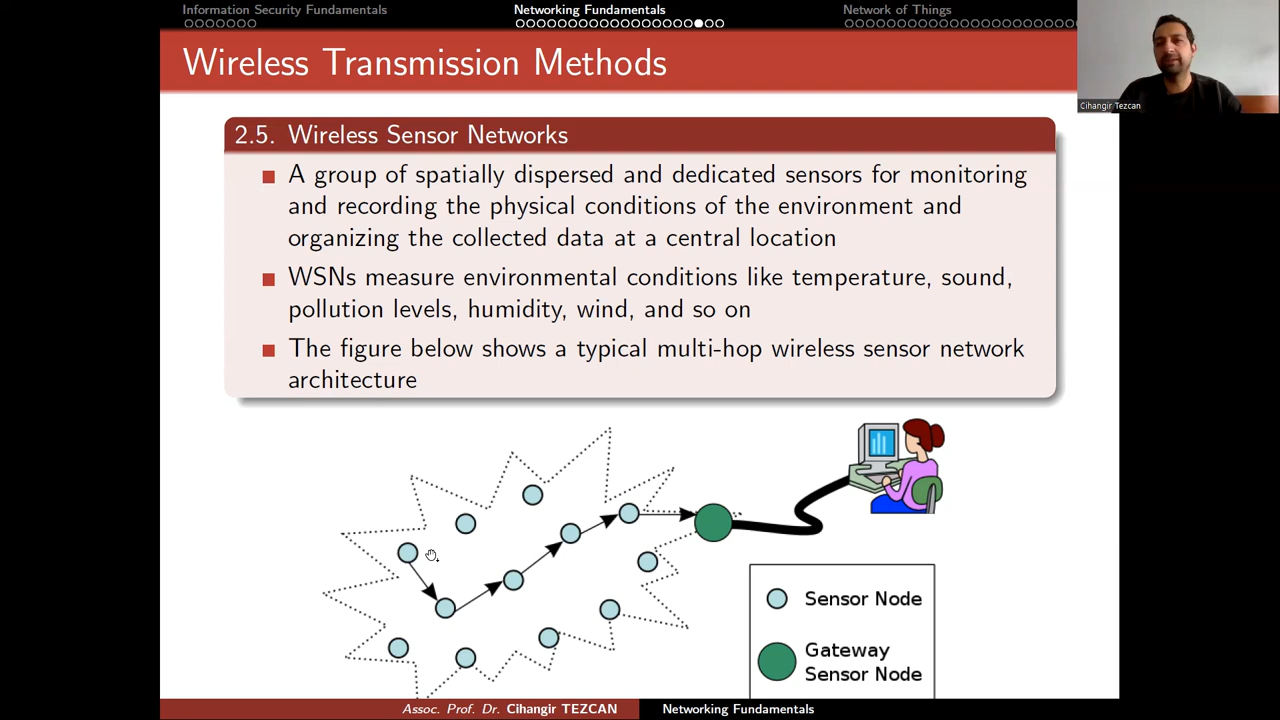 Information Security Fundamentals
Networking Fundamentals
Network of Things
Wireless Transmission Methods
Cihangir Tezcan
2.5. Wireless Sensor Networks
A group of spatially dispersed and dedicated sensors for monitoring
and recording the physical conditions of the environment and
organizing the collected data at a central location
WSNs measure environmental conditions like temperature, sound,
pollution levels, humidity, wind, and so on
The figure below shows a typical multi-hop wireless sensor network
architecture
Sensor Node
Gateway
Sensor Node
Assoc. Prof. Dr. Cihangir TEZCAN
Networking Fundamentals